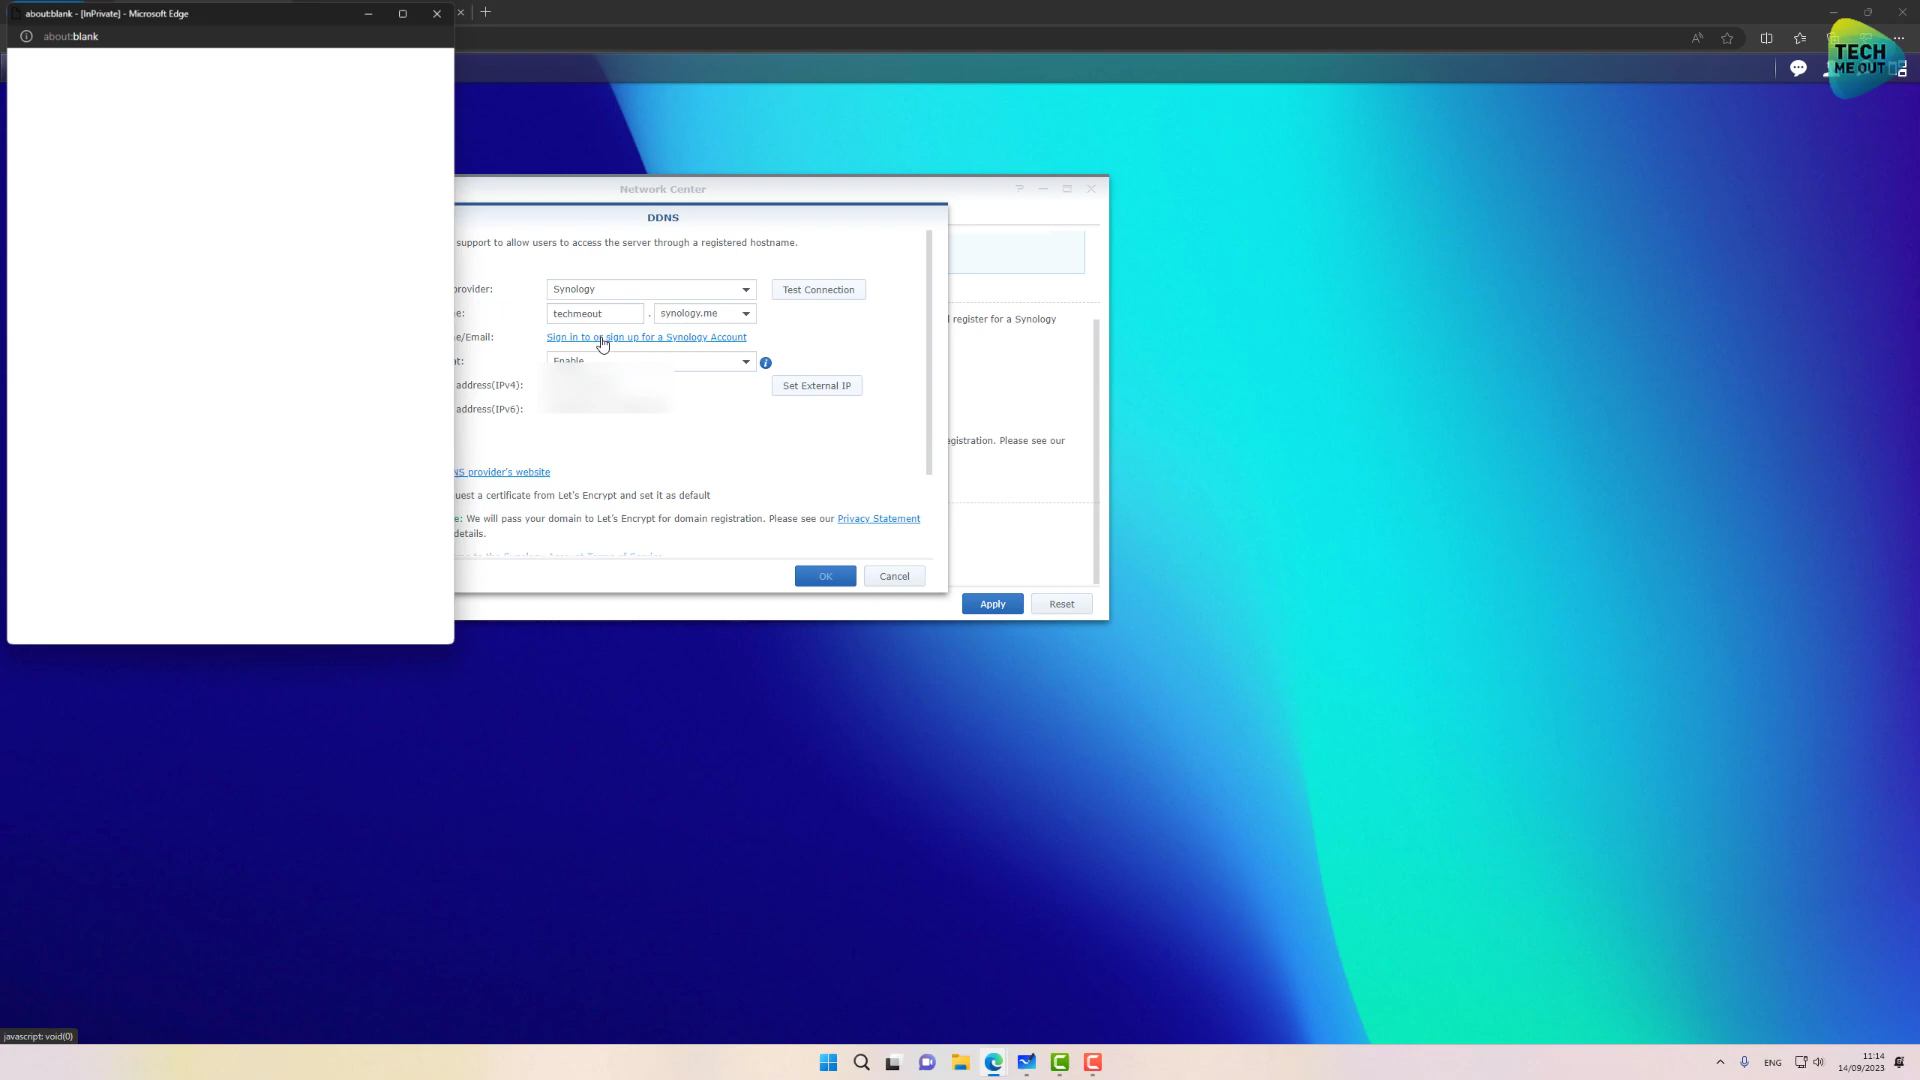 about:blank - [InPrivate] - Microsoft Edge
about:blank
TECH
ME OUT
Network Center
DDNS
support to allow users to access the server through a registered hostname.
provider:
Synology
Test Connection
e:
techmeout
.
synology.me
register for a Synology
e/Email:
Sign in to or sign up for a Synology Account
Enable
address(IPv4):
Set External IP
address(IPv6):
egistration. Please see our
NS provider's website
uest a certificate from Let's Encrypt and set it as default
e: We will pass your domain to Let's Encrypt for domain registration. Please see our Privacy Statement
details.
OK
Cancel
Apply
Reset
javascript: void(0)
ENG
11:14
14/09/2023